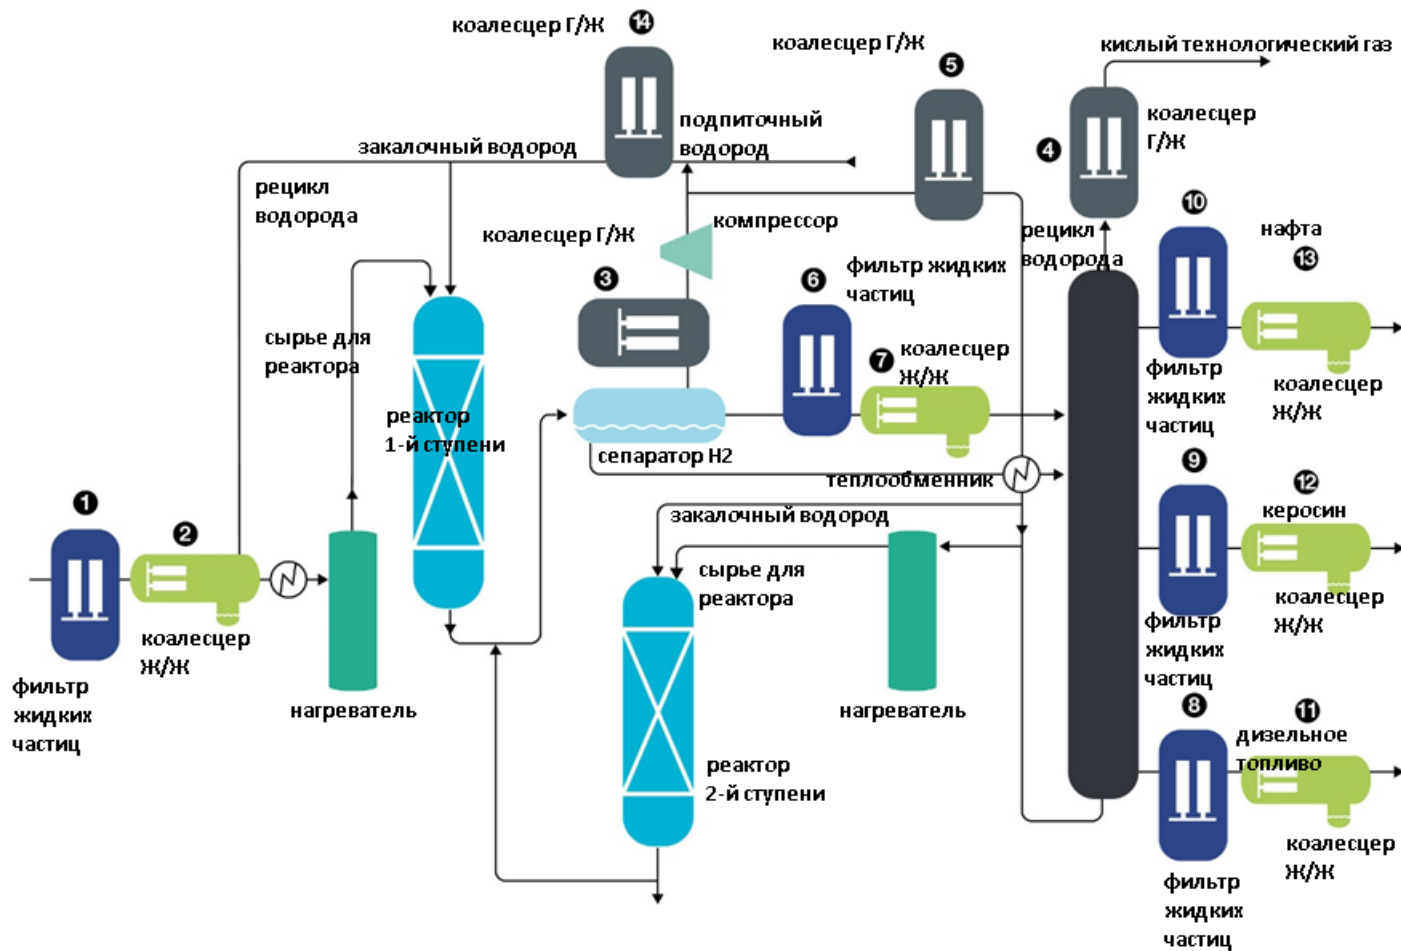 коалесцер Г/Ж
14
коалесцер Г/Ж
5
кислый технологический газ
коалесцер
Г/Ж
4
подпиточный
водород
закалочный водород
рецикл
водорода
коалесцер Г/Ж
компрессор
3
рецикл
водорода
10
нафта
13
6
фильтр жидких
частиц
сырье для
реактора
7
коалесцер
Ж/Ж
фильтр
жидких
частиц
коалесцер
Ж/Ж
реактор
1-й ступени
сепаратор Н2
теплообменник
9
12
керосин
1
2
закалочный водород
сырье для
реактора
коалесцер
Ж/Ж
фильтр
жидких
частиц
коалесцер
Ж/Ж
фильтр
жидких
частиц
нагреватель
нагреватель
8
11
дизельное
топливо
реактор
2-й ступени
коалесцер
Ж/Ж
фильтр
жидких
частиц